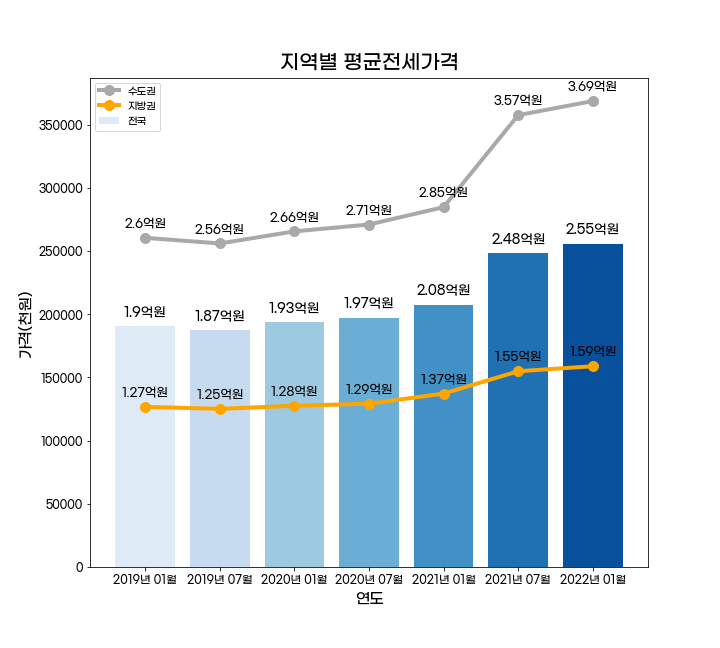 지역별 평균전세가격
수도권
지방권
전국
가격(천원)
350000
300000
250000
200000
150000
100000
50000
0
2.6억원
2.56억원
2.66억원
2.71억원
2.85억원
3.57억원
3.69억원
1.9억원
1.87억원
1.93억원
1.97억원
2.08억원
2.48억원
2.55억원
1.27억원
1.25억원
1.28억원
1.29억원
1.37억원
1.55억원
1.59억원
2019년 01월
2019년 07월
2020년 01월
2020년 07월
2021년 01월
2021년 07월
2022년 01월
연도